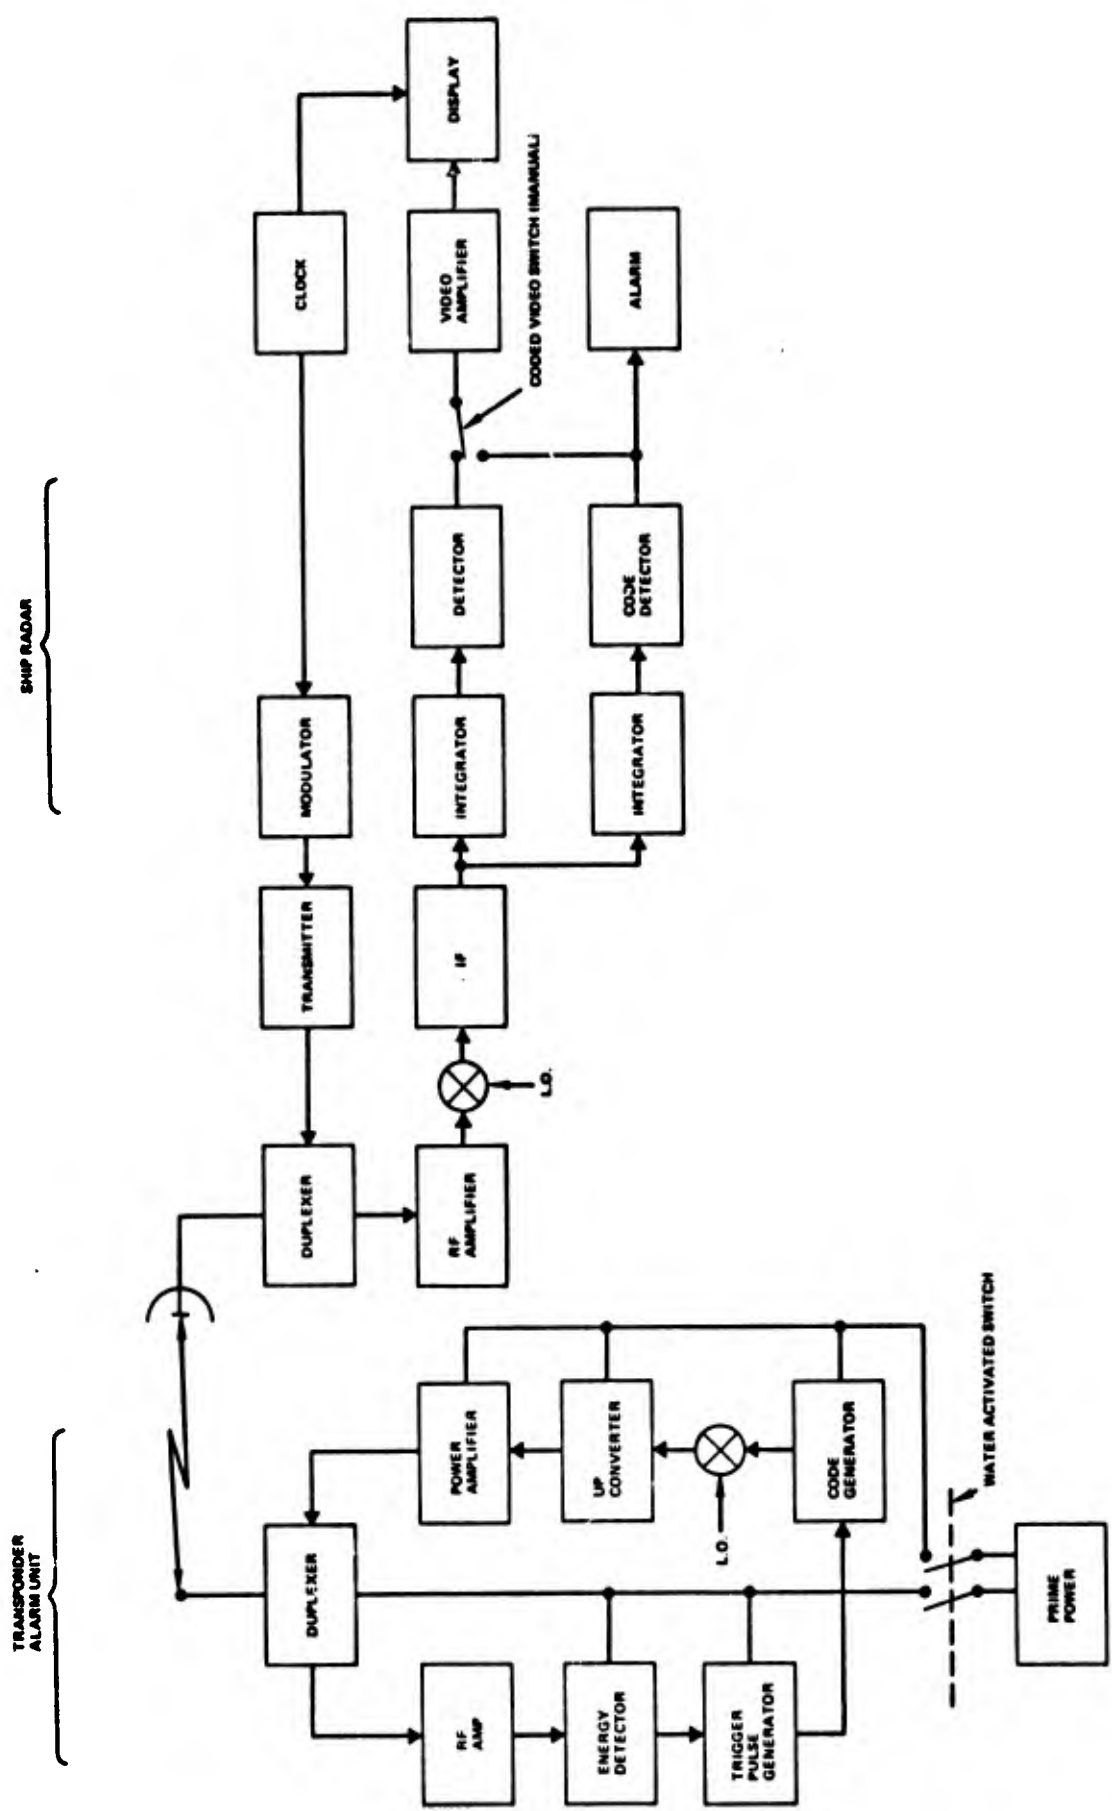 TRANSPONDER
ALARM UNIT
SHIP RADAR
DUPLEXER
RF
AMP
ENERGY
DETECTOR
TRIGGER
PULSE
GENERATOR
POWER
AMPLIFIER
UP
CONVERTER
L.O.
CODE
GENERATOR
WATER ACTIVATED SWITCH
PRIME
POWER
DUPLEXER
TRANSMITTER
MODULATOR
CLOCK
RF
AMPLIFIER
L.O.
IF
INTEGRATOR
DETECTOR
VIDEO
AMPLIFIER
DISPLAY
CODED VIDEO SWITCH (MANUAL)
INTEGRATOR
CODE
DETECTOR
ALARM